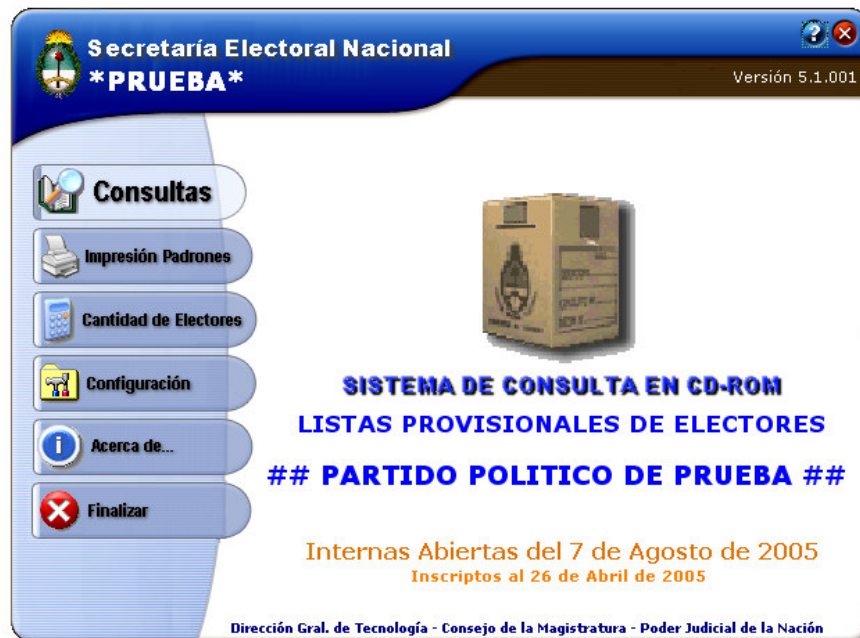 Secretaría Electoral Nacional
*PRUEBA*
Versión 5.1.001
Consultas
Impresión Padrones
Cantidad de Electores
Configuración
Acerca de...
Finalizar
SISTEMA DE CONSULTA EN CD-ROM
LISTAS PROVISIONALES DE ELECTORES
## PARTIDO POLITICO DE PRUEBA ##
Internas Abiertas del 7 de Agosto de 2005
Inscriptos al 26 de Abril de 2005
Dirección Gral. de Tecnología - Consejo de la Magistratura - Poder Judicial de la Nación